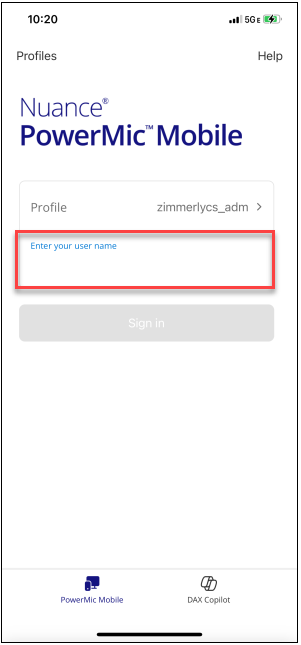 10:20
5GE
Profiles
Help
Nuance®
PowerMic™ Mobile
Profile
zimmerlycs_adm
Enter your user name
Sign in
PowerMic Mobile
DAX Copilot